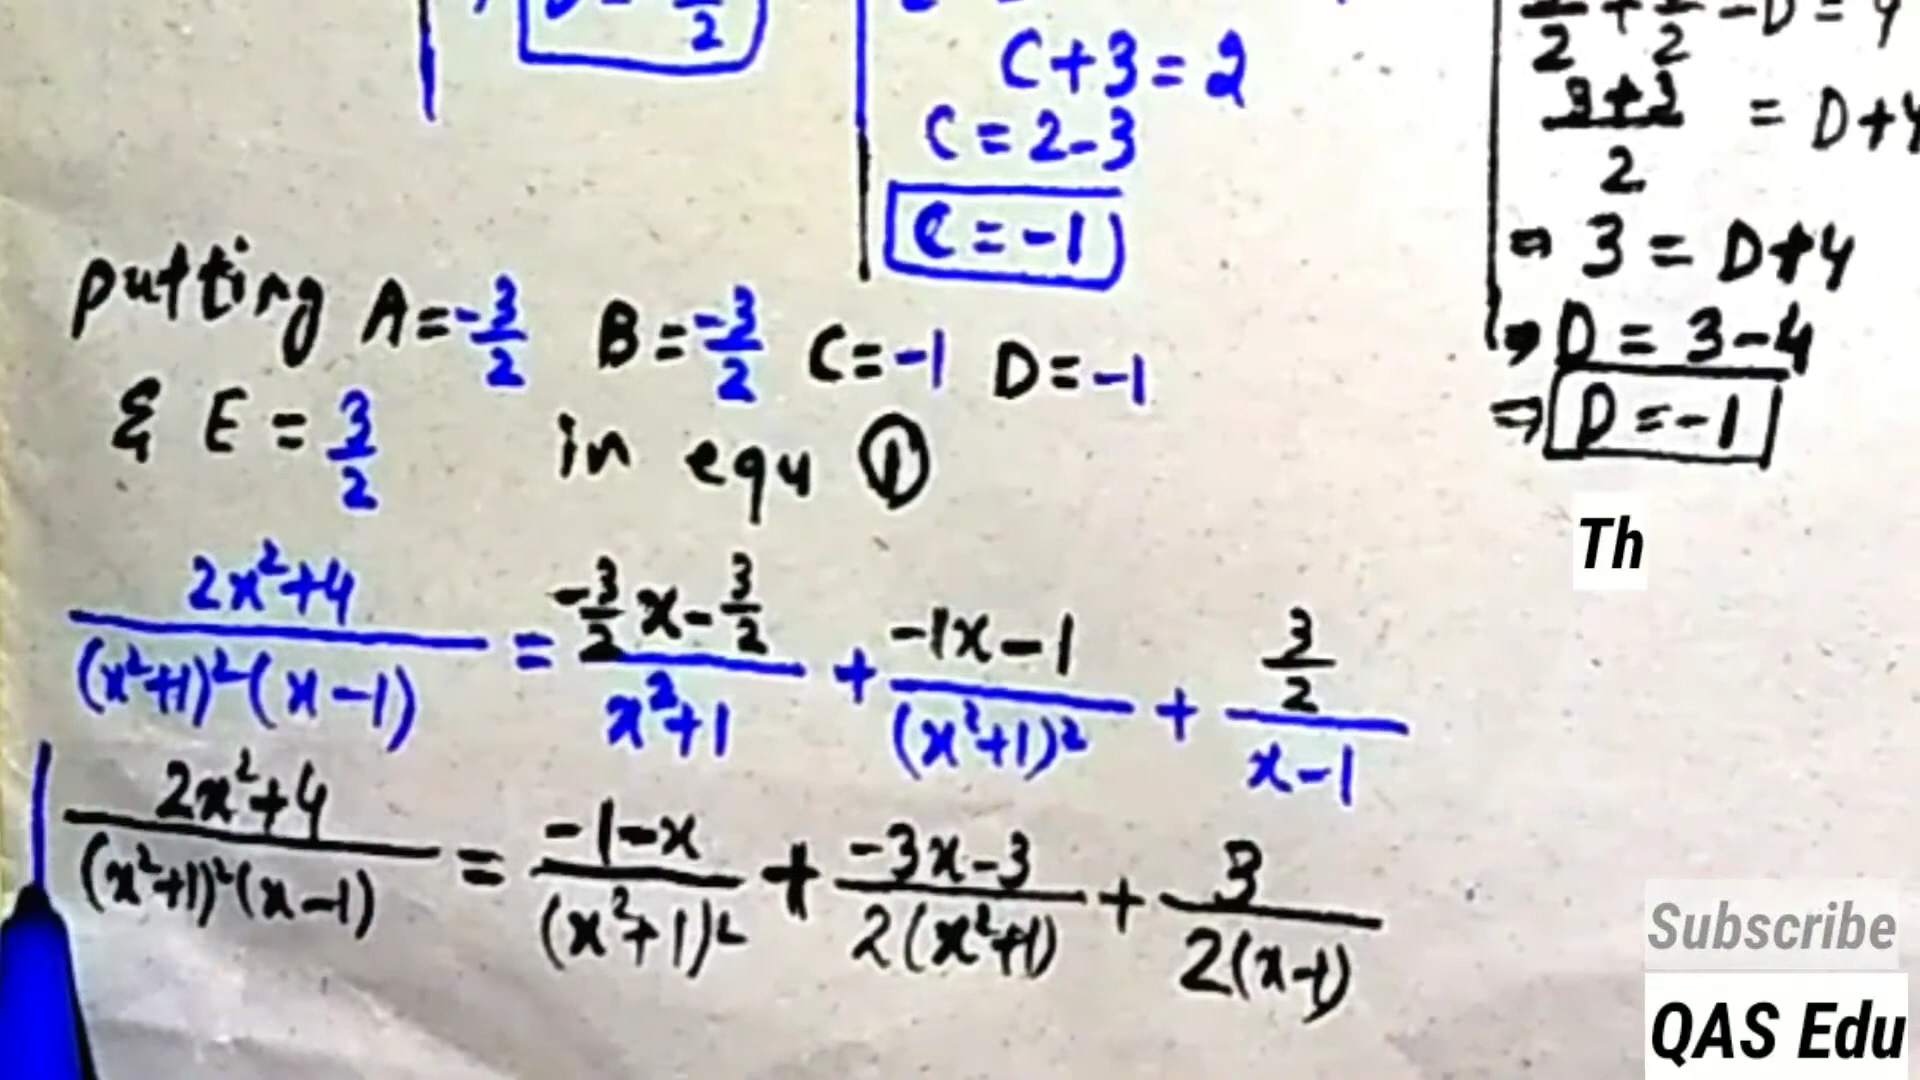 C+3=2
C=2-3
C=-1
3+3/2 = D+4
⇒ 3 = D+4
⇒ D = 3-4
⇒ D=-1
putting A=-3/2 B=-3/2 C=-1 D=-1
& E=3/2 in equ ①
2x²+4/(x²+1)²(x-1) = -3/2x-3/2/x²+1 + -1x-1/(x²+1)² + 3/2/x-1
2x²+4/(x²+1)²(x-1) = -1-x/(x²+1)² + -3x-3/2(x²+1) + 3/2(x-1)
Th
Subscribe
QAS Edu